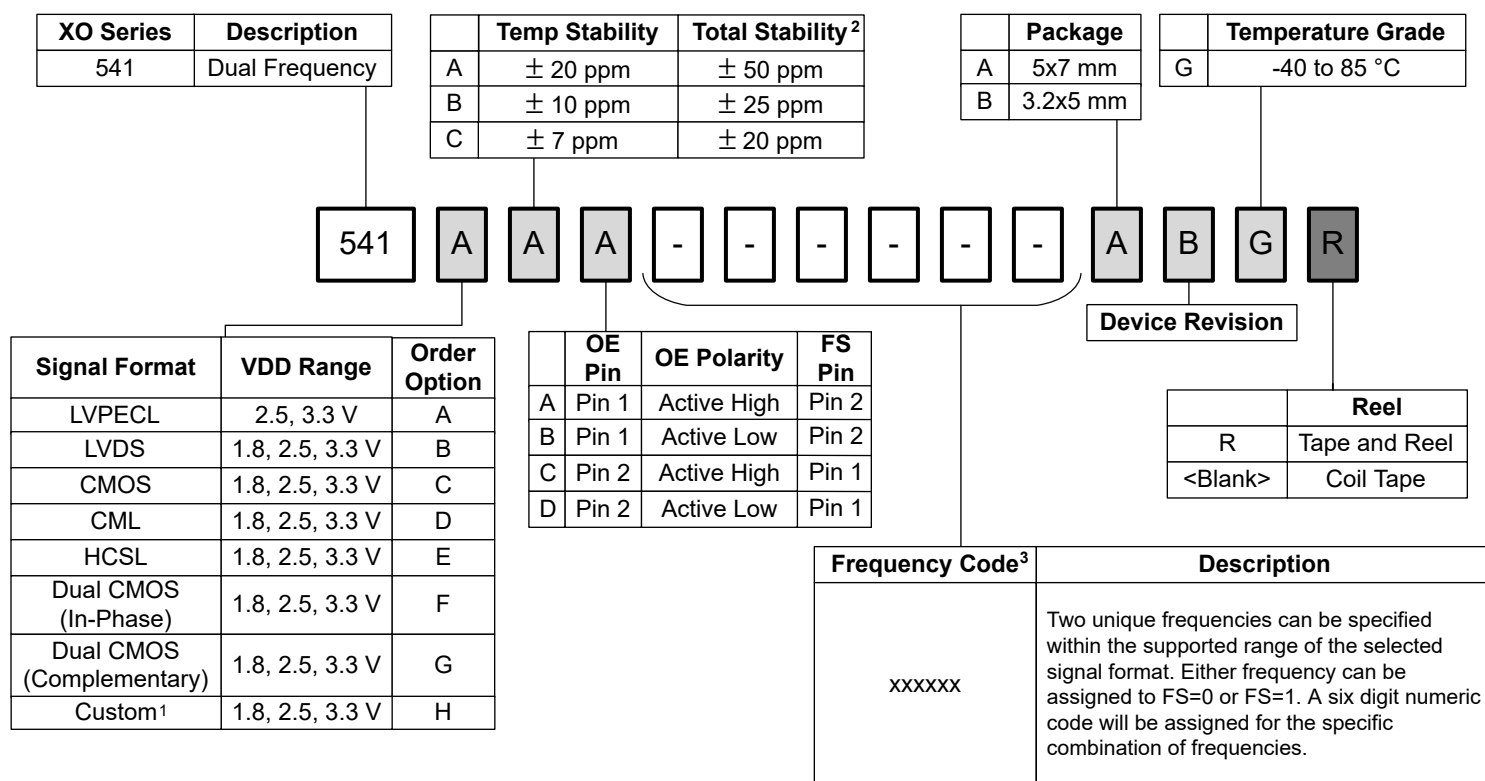 XO Series Description
541 Dual Frequency
Temp Stability Total Stability 2
A ± 20 ppm ± 50 ppm
B ± 10 ppm ± 25 ppm
C ± 7 ppm ± 20 ppm
Package
A 5x7 mm
B 3.2x5 mm
Temperature Grade
G -40 to 85 °C
541 A A A - - - - - - A B G R
Signal Format VDD Range Order Option
LVPECL 2.5, 3.3 V A
LVDS 1.8, 2.5, 3.3 V B
CMOS 1.8, 2.5, 3.3 V C
CML 1.8, 2.5, 3.3 V D
HCSL 1.8, 2.5, 3.3 V E
Dual CMOS
(In-Phase) 1.8, 2.5, 3.3 V F
Dual CMOS
(Complementary) 1.8, 2.5, 3.3 V G
Custom1 1.8, 2.5, 3.3 V H
OE Pin OE Polarity FS Pin
A Pin 1 Active High Pin 2
B Pin 1 Active Low Pin 2
C Pin 2 Active High Pin 1
D Pin 2 Active Low Pin 1
Device Revision
Reel
R Tape and Reel
<Blank> Coil Tape
Frequency Code3 Description
xxxxxx
Two unique frequencies can be specified
within the supported range of the selected
signal format. Either frequency can be
assigned to FS=0 or FS=1. A six digit numeric
code will be assigned for the specific
combination of frequencies.